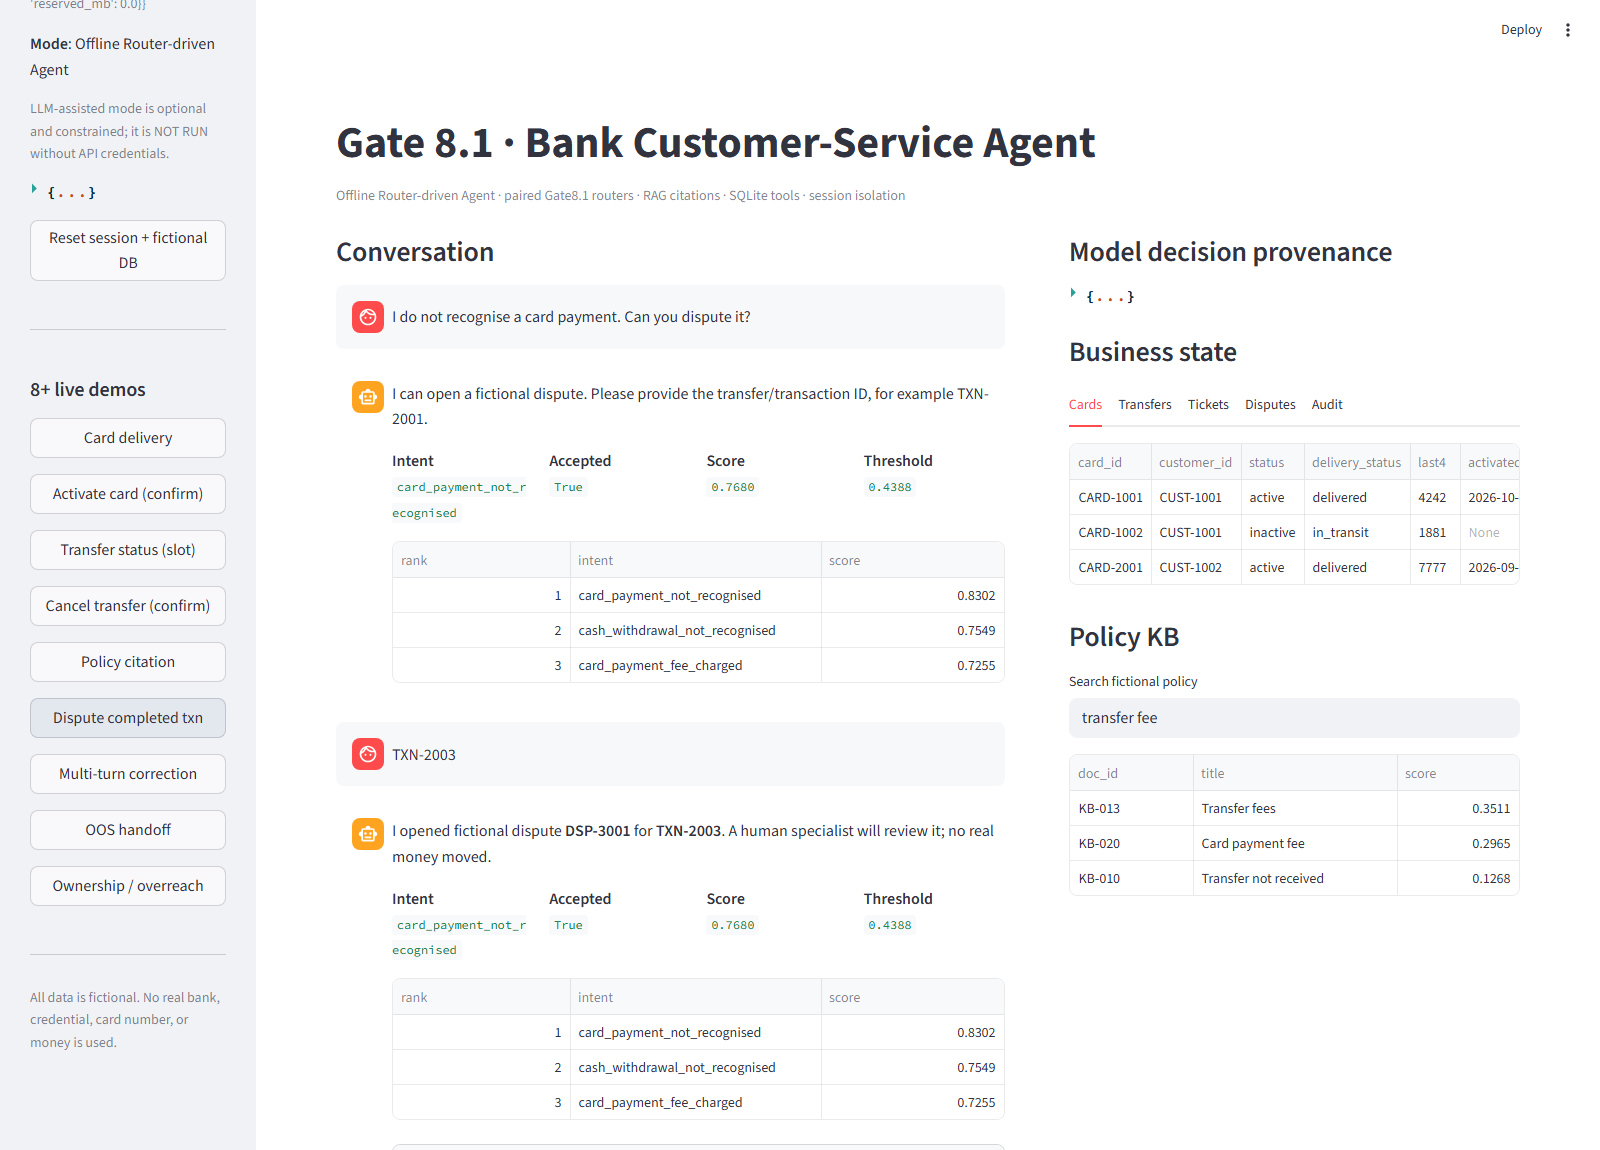 'reserved_mb': 0.0}}
Mode: Offline Router-driven
Agent
LLM-assisted mode is optional
and constrained; it is NOT RUN
without API credentials.
{...}
Reset session + fictional
DB
8+ live demos
Card delivery
Activate card (confirm)
Transfer status (slot)
Cancel transfer (confirm)
Policy citation
Dispute completed txn
Multi-turn correction
OOS handoff
Ownership / overreach
All data is fictional. No real bank,
credential, card number, or
money is used.
Deploy
Gate 8.1 · Bank Customer-Service Agent
Offline Router-driven Agent · paired Gate8.1 routers · RAG citations · SQLite tools · session isolation
Conversation
I do not recognise a card payment. Can you dispute it?
I can open a fictional dispute. Please provide the transfer/transaction ID, for example TXN-
2001.
Intent Accepted Score Threshold
card_payment_not_r True 0.7680 0.4388
ecognised
rank intent score
1 card_payment_not_recognised 0.8302
2 cash_withdrawal_not_recognised 0.7549
3 card_payment_fee_charged 0.7255
TXN-2003
I opened fictional dispute DSP-3001 for TXN-2003. A human specialist will review it; no real
money moved.
Intent Accepted Score Threshold
card_payment_not_r True 0.7680 0.4388
ecognised
rank intent score
1 card_payment_not_recognised 0.8302
2 cash_withdrawal_not_recognised 0.7549
3 card_payment_fee_charged 0.7255
Model decision provenance
{...}
Business state
Cards Transfers Tickets Disputes Audit
card_id customer_id status delivery_status last4 activated
CARD-1001 CUST-1001 active delivered 4242 2026-10-
CARD-1002 CUST-1001 inactive in_transit 1881 None
CARD-2001 CUST-1002 active delivered 7777 2026-09-
Policy KB
Search fictional policy
transfer fee
doc_id title score
KB-013 Transfer fees 0.3511
KB-020 Card payment fee 0.2965
KB-010 Transfer not received 0.1268